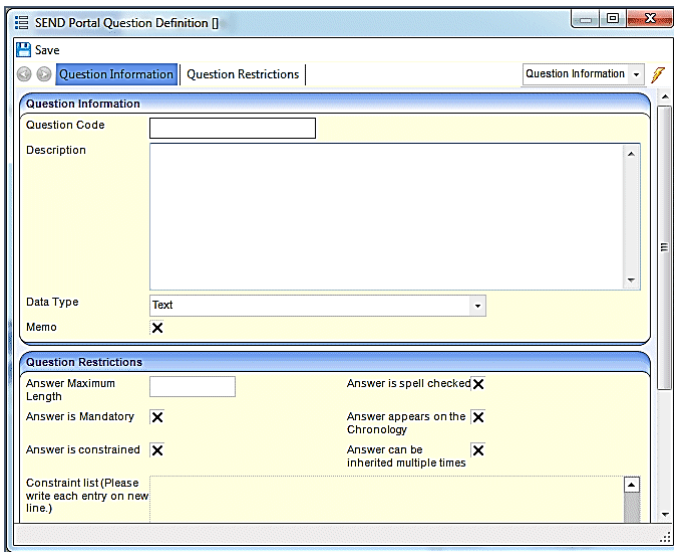 SEND Portal Question Definition []
Save
Question Information
Question Restrictions
Question Information
Question Information
Question Code
Description
Data Type
Text
Memo
Question Restrictions
Answer Maximum
Length
Answer is spell checked
Answer is Mandatory
Answer appears on the
Chronology
Answer is constrained
Answer can be
inherited multiple times
Constraint list (Please
write each entry on new
line.)